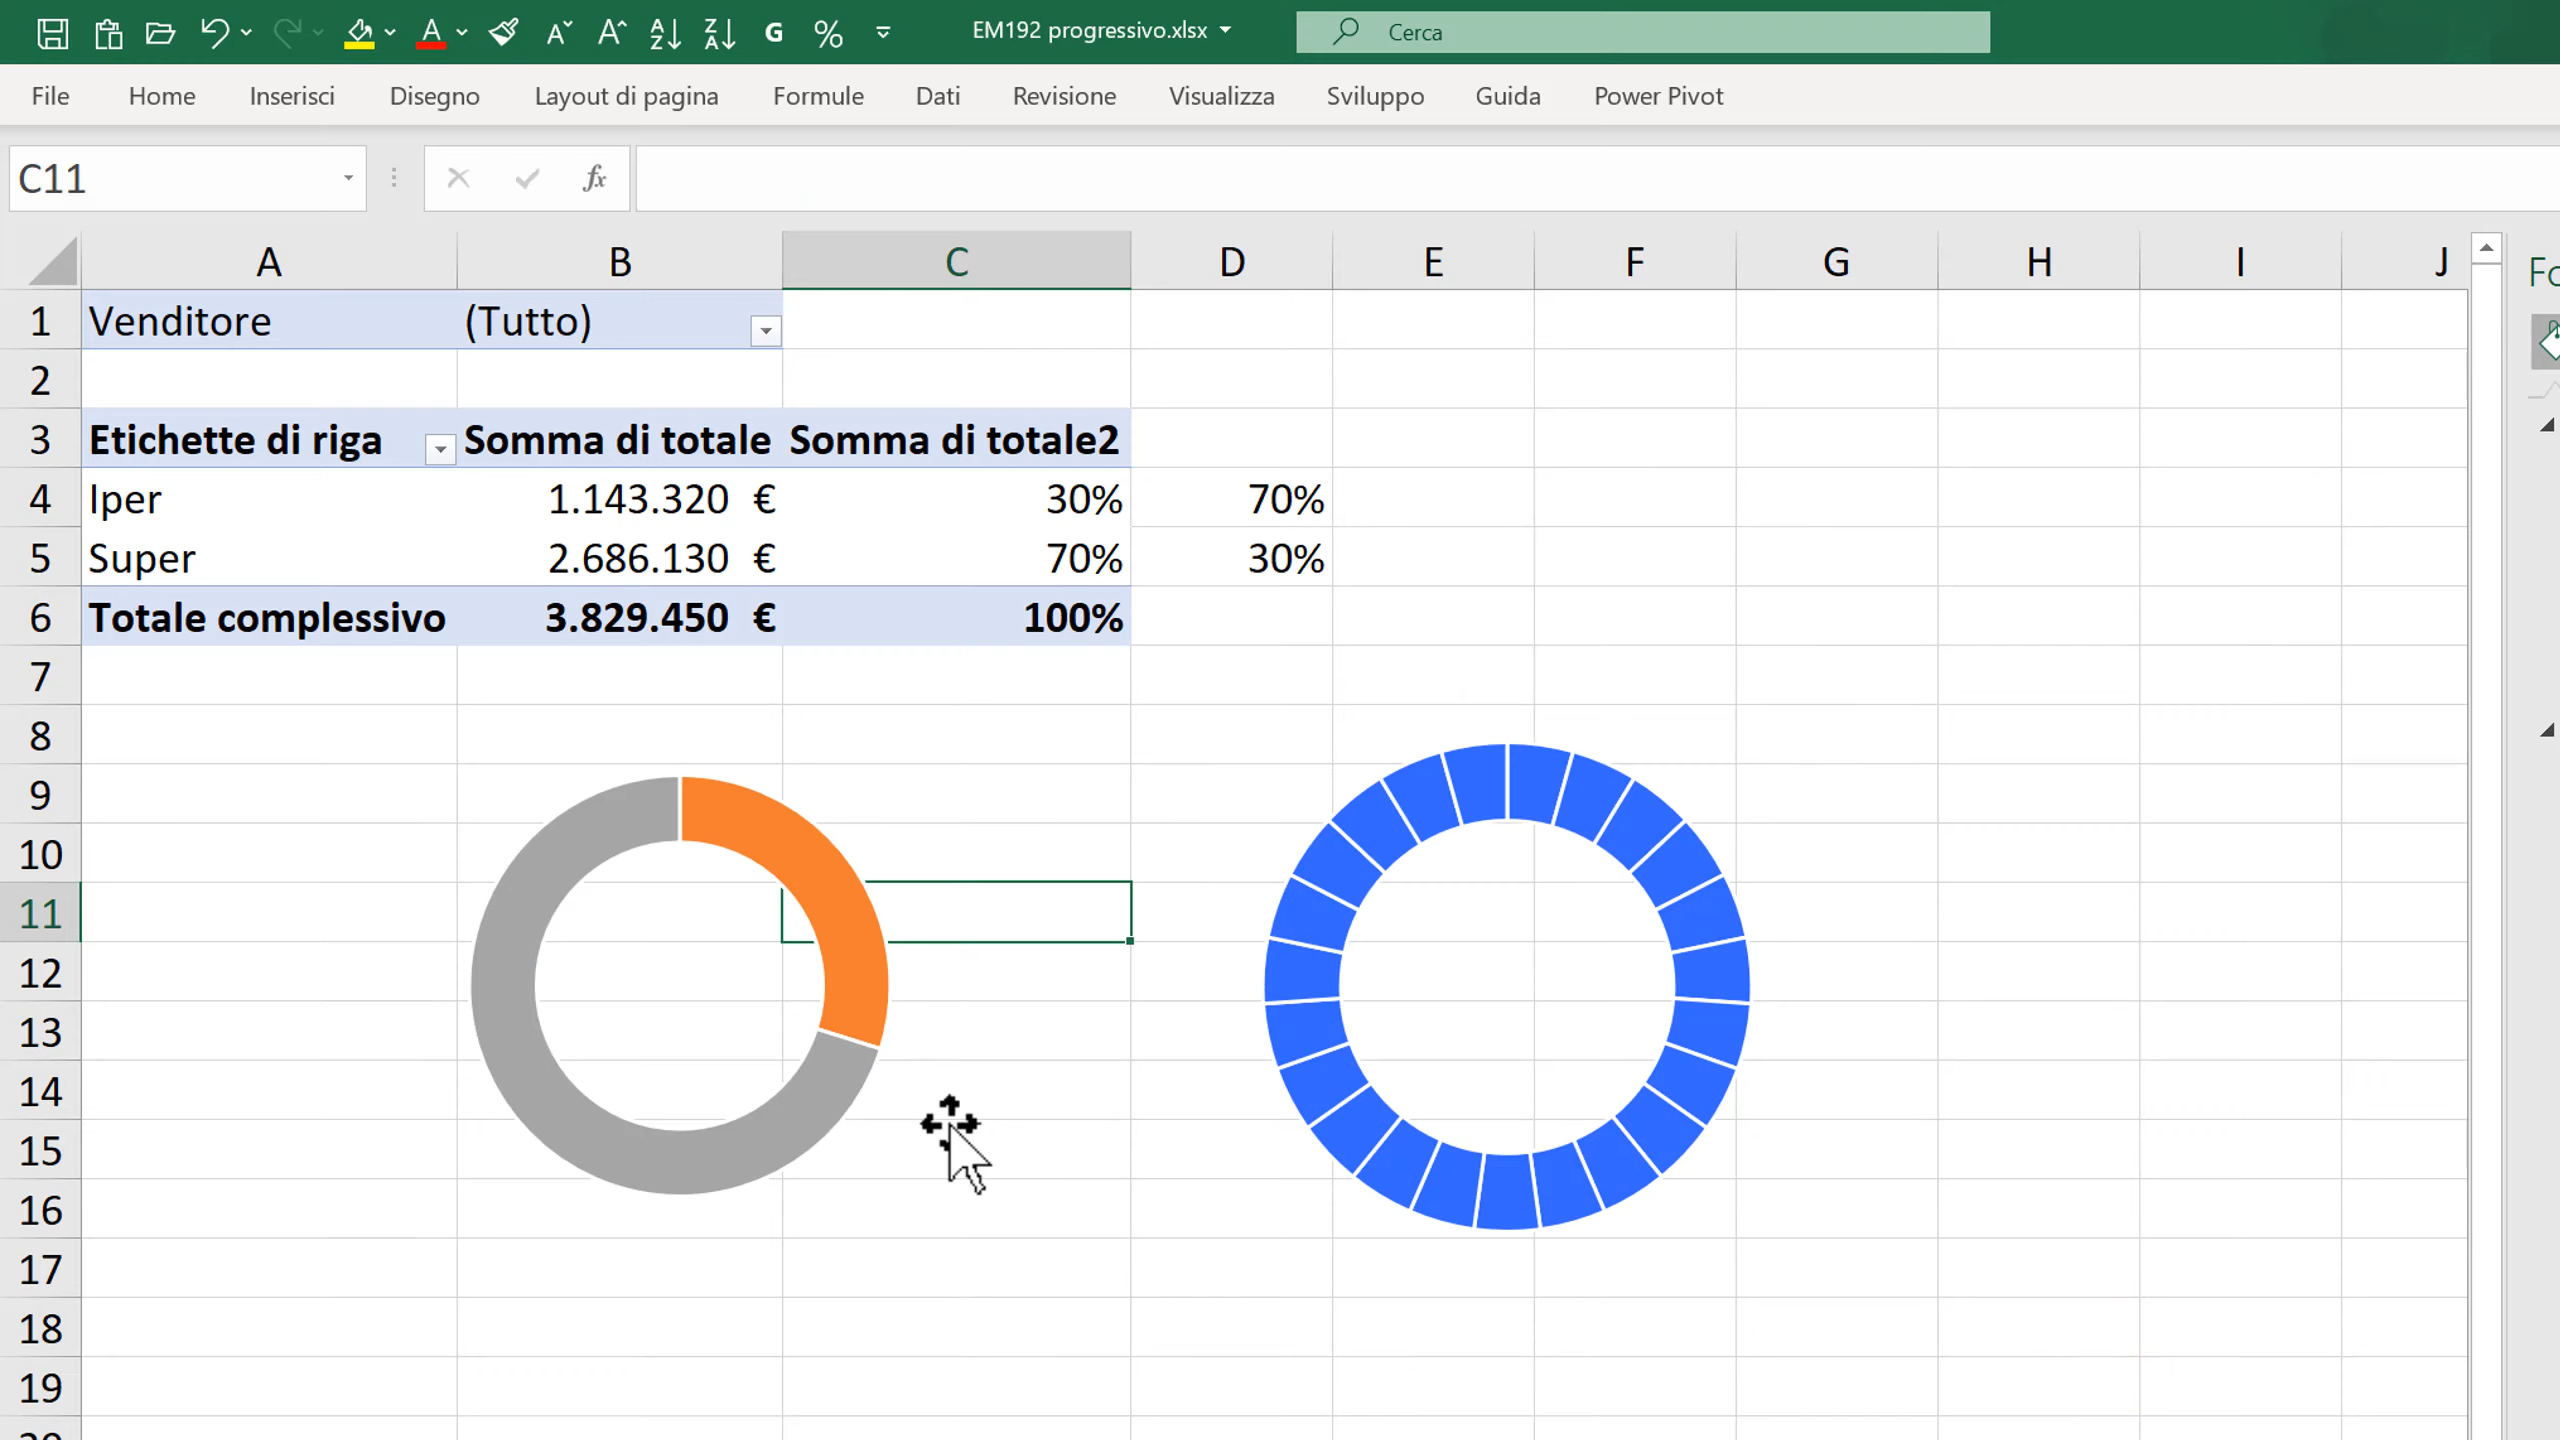 EM192 progressivo.xlsx
Cerca
File Home Inserisci Disegno Layout di pagina Formule Dati Revisione Visualizza Sviluppo Guida Power Pivot
C11 fx
A B C D E F G H I J
Fo
1 Venditore (Tutto)
2
3 Etichette di riga Somma di totale Somma di totale2
4 Iper 1.143.320 € 30% 70%
5 Super 2.686.130 € 70% 30%
6 Totale complessivo 3.829.450 € 100%
7
8
9
10
11
12
13
14
15
16
17
18
19